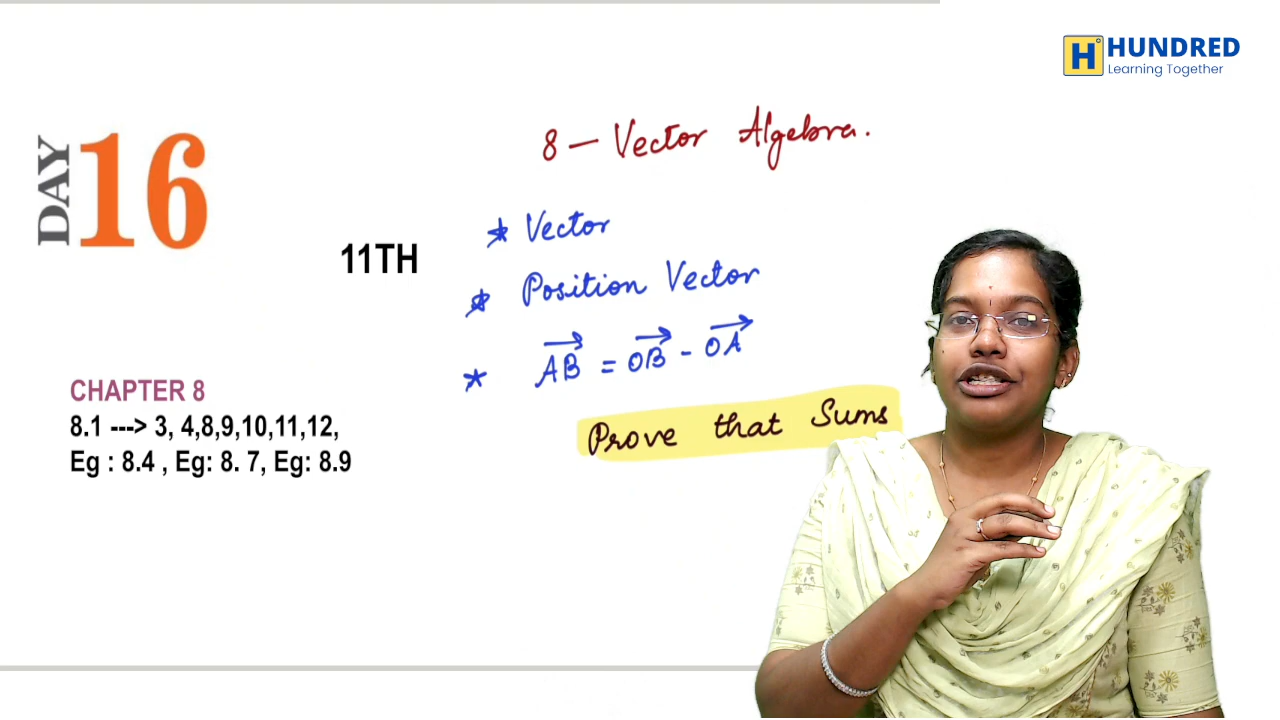 HUNDRED
Learning Together
8 - Vector Algebra.
DAY 16
11TH
* Vector
* Position Vector
* AB→ = OB→ - OA→
Prove that Sums
CHAPTER 8
8.1 ---> 3, 4,8,9,10,11,12,
Eg : 8.4 , Eg: 8. 7, Eg: 8.9